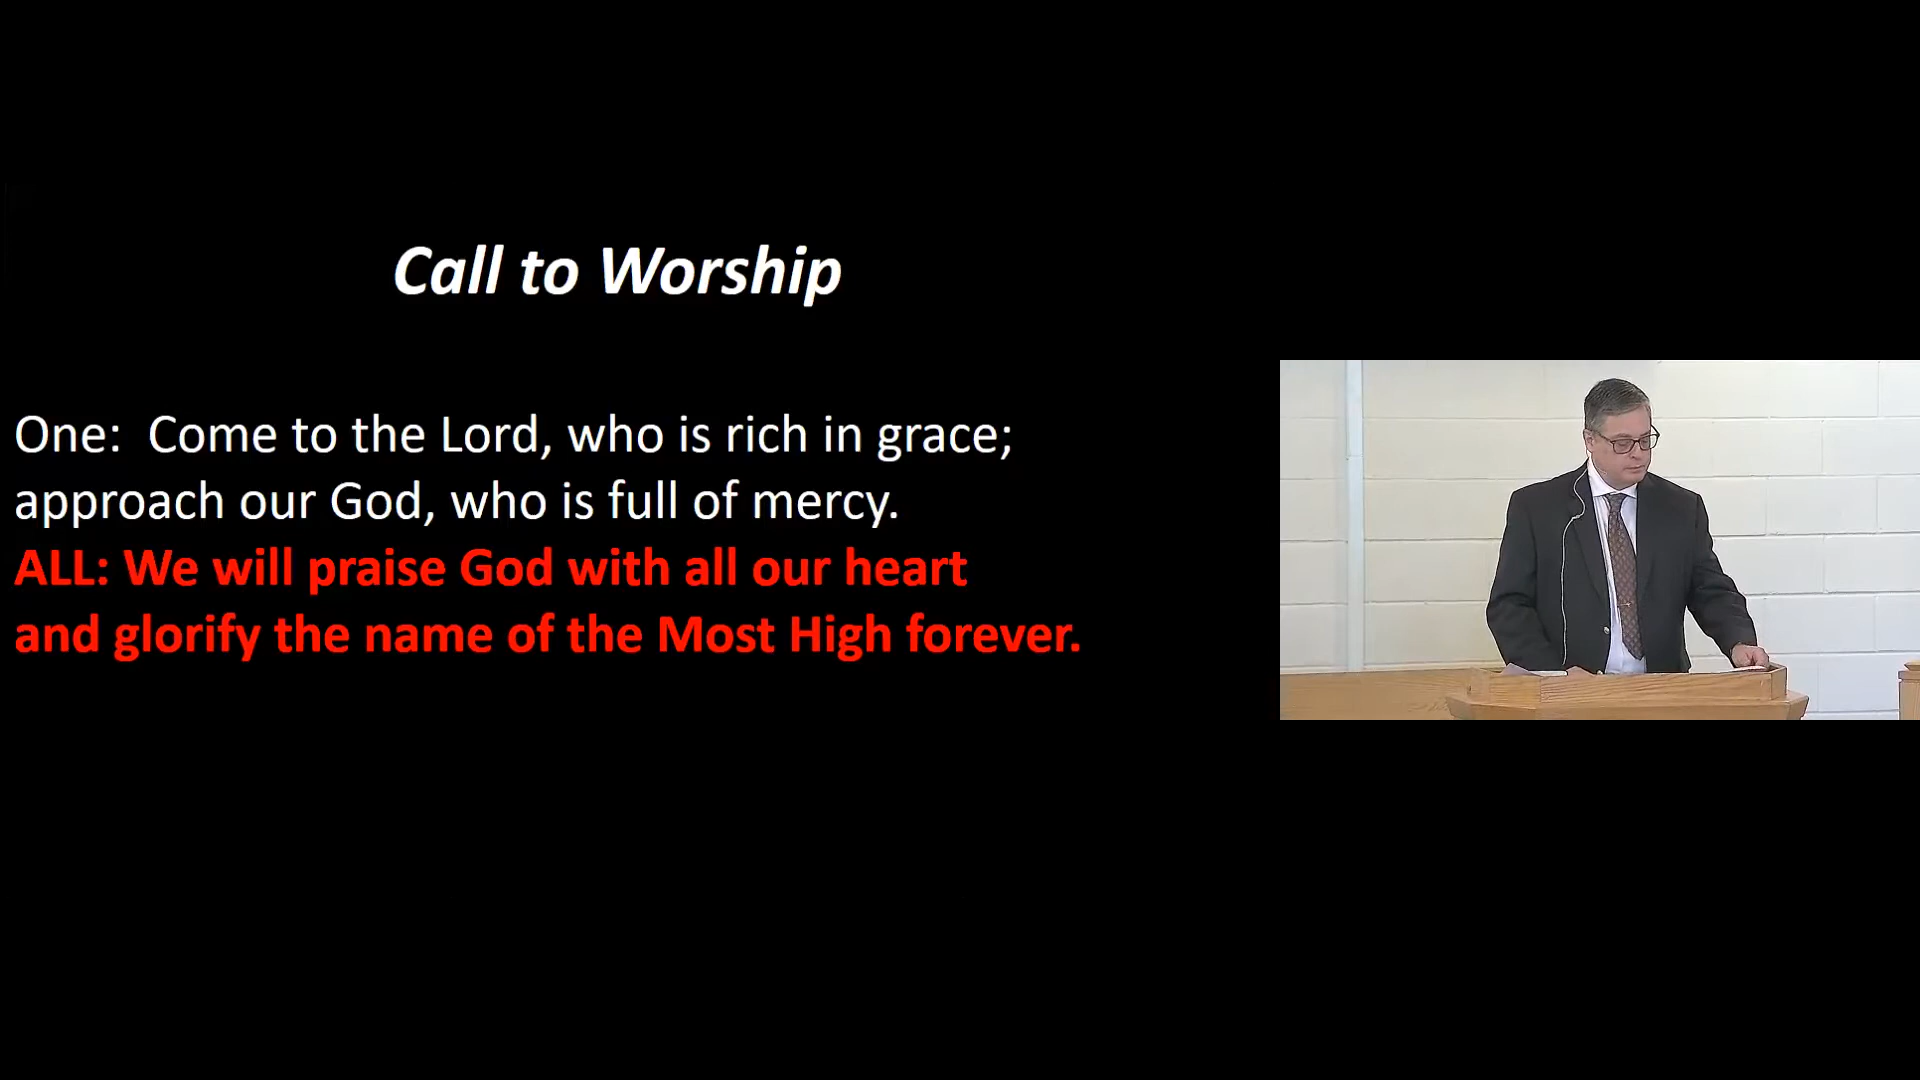 Call to Worship
One:  Come to the Lord, who is rich in grace;
approach our God, who is full of mercy.
ALL: We will praise God with all our heart
and glorify the name of the Most High forever.